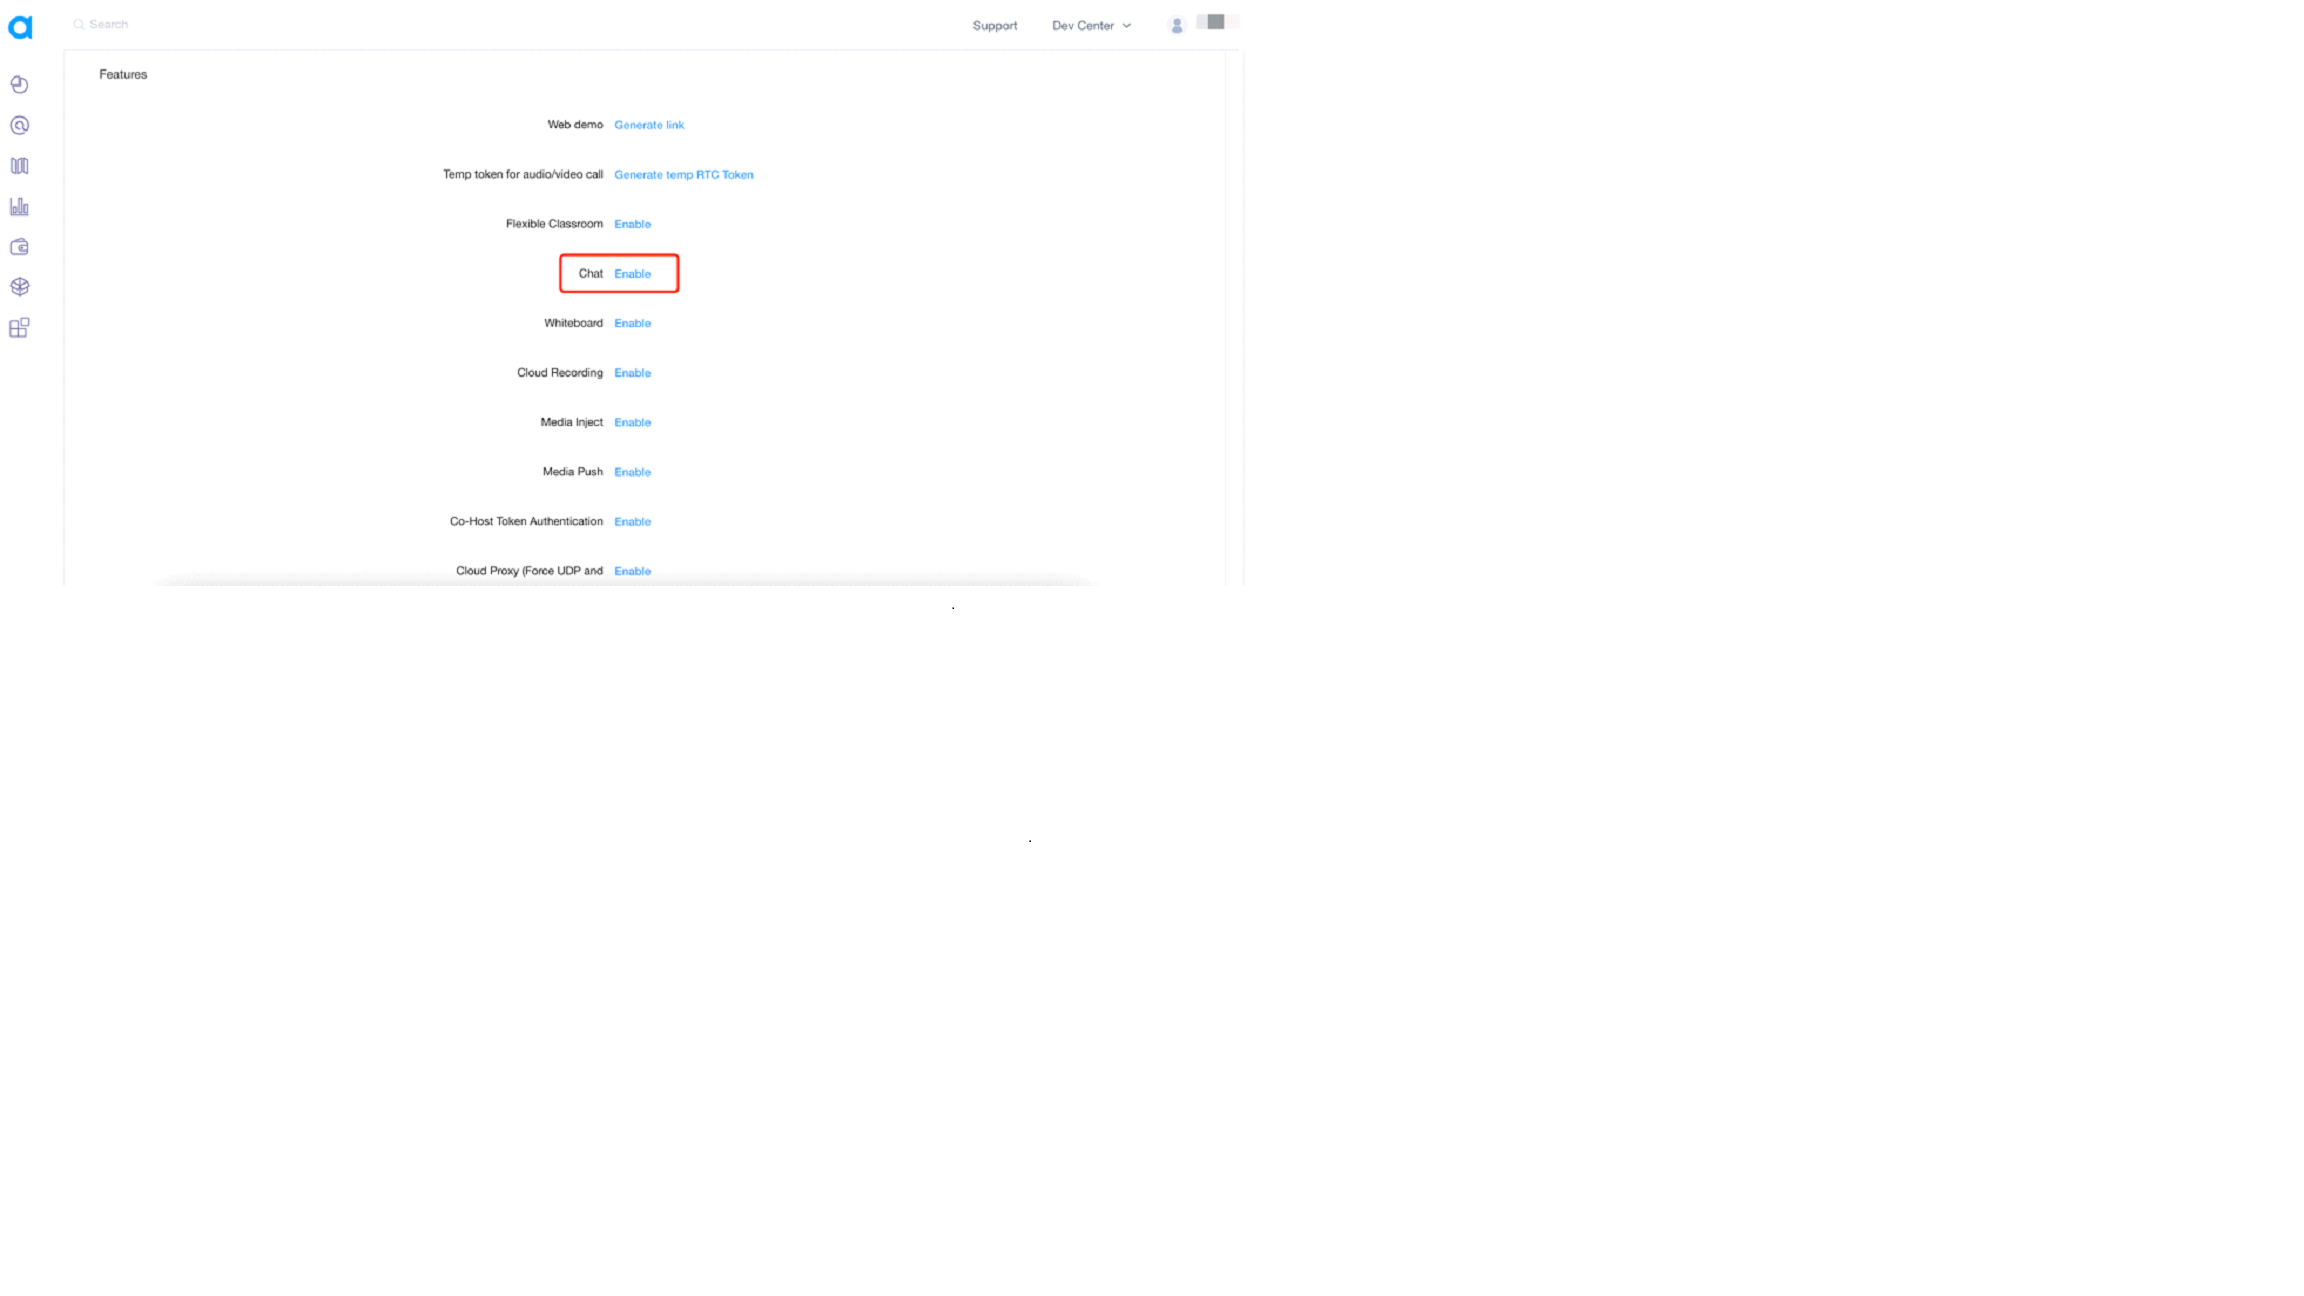 Search
Support
Dev Center
Features
Web demo Generate link
Temp token for audio/video call Generate temp RTC Token
Flexible Classroom Enable
Chat Enable
Whiteboard Enable
Cloud Recording Enable
Media Inject Enable
Media Push Enable
Co-Host Token Authentication Enable
Cloud Proxy (Force UDP and Enable